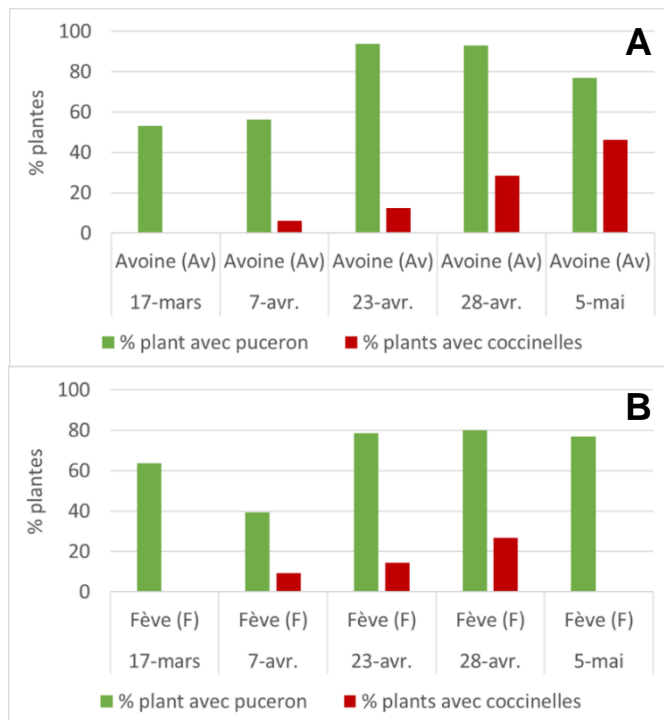 A
100
80
60
40
20
0
% plantes
Avoine (Av) Avoine (Av) Avoine (Av) Avoine (Av) Avoine (Av)
17-mars 7-avr. 23-avr. 28-avr. 5-mai
% plant avec puceron % plants avec coccinelles
B
100
80
60
40
20
0
% plantes
Fève (F) Fève (F) Fève (F) Fève (F) Fève (F)
17-mars 7-avr. 23-avr. 28-avr. 5-mai
% plant avec puceron % plants avec coccinelles